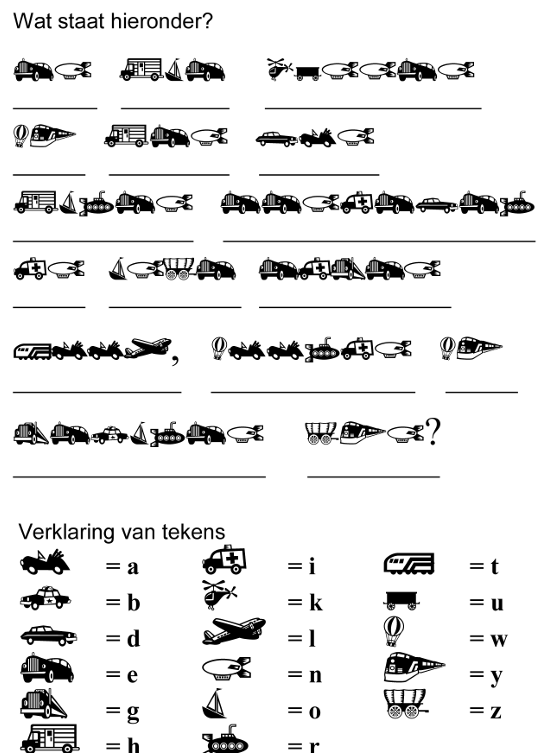 Wat staat hieronder?
,
?
Verklaring van tekens
= a = i = t
= b = k = u
= d = l = w
= e = n = y
= g = o = z
= h = r